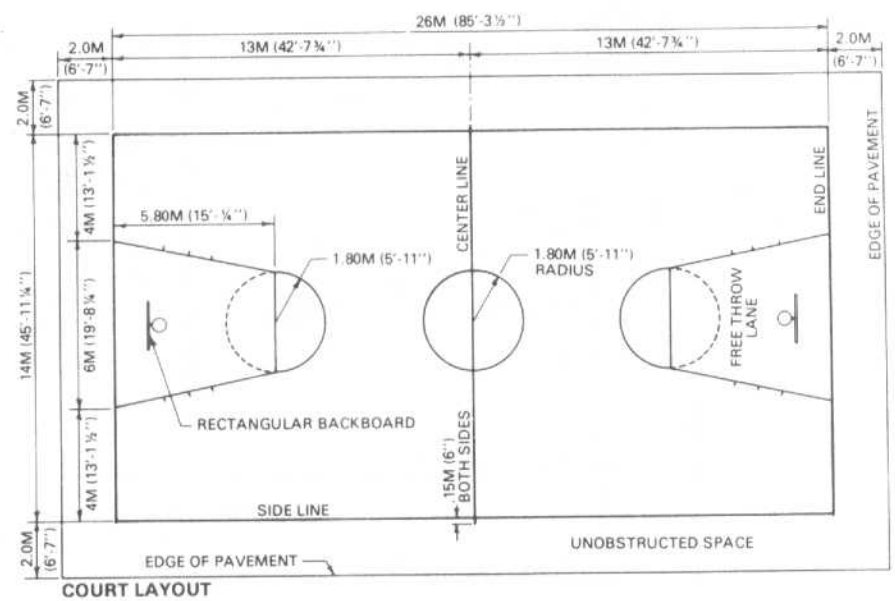 26M (85'-3½'')
2.0M
(6'-7'')
13M (42'-7¾'')
13M (42'-7¾'')
2.0M
(6'-7'')
2.0M
(6'-7'')
4M (13'-1½'')
5.80M (15'-¼'')
CENTER LINE
END LINE
EDGE OF PAVEMENT
1.80M (5'-11'')
1.80M (5'-11'')
RADIUS
14M (45'-11¼'')
6M (19'-8¼'')
FREE THROW
LANE
RECTANGULAR BACKBOARD
4M (13'-1½'')
.15M (6'')
BOTH SIDES
SIDE LINE
2.0M
(6'-7'')
UNOBSTRUCTED SPACE
EDGE OF PAVEMENT
COURT LAYOUT